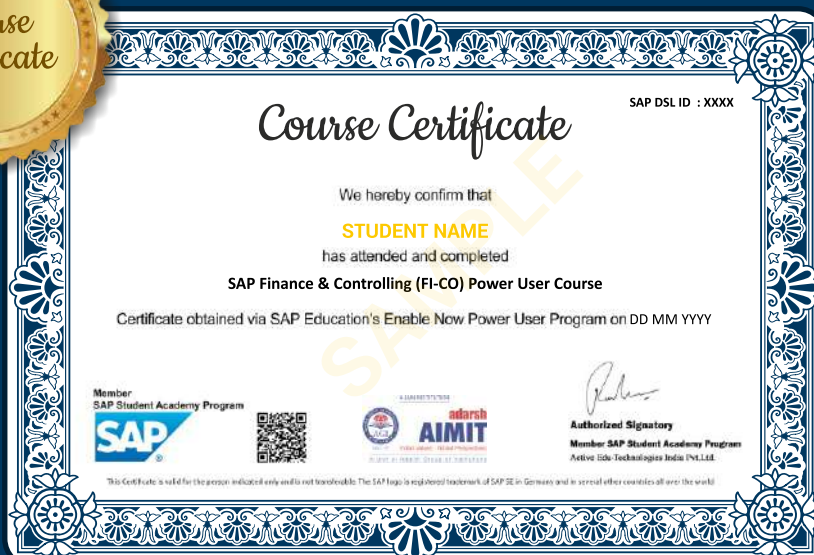 cate
SAP DSL ID : XXXX
Course Certificate
We hereby confirm that
STUDENT NAME
has attended and completed
SAP Finance & Controlling (FI-CO) Power User Course
Certificate obtained via SAP Education's Enable Now Power User Program on DD MM YYYY
SAMPLE
Member
SAP Student Academy Program
SAP
adarsh
AIMIT
Authorized Signatory
Member SAP Student Academy Program
Active Edu-Technologies India Pvt.Ltd.
This Certificate is valid for the person indicated only and is not transferable. The SAP logo is registered trademark of SAP SE in Germany and in several other countries all over the world